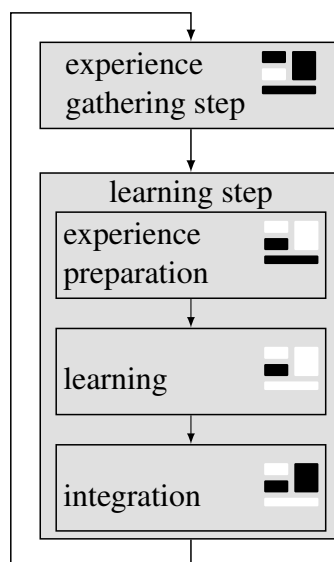 experience
gathering step
learning step
experience
preparation
learning
integration